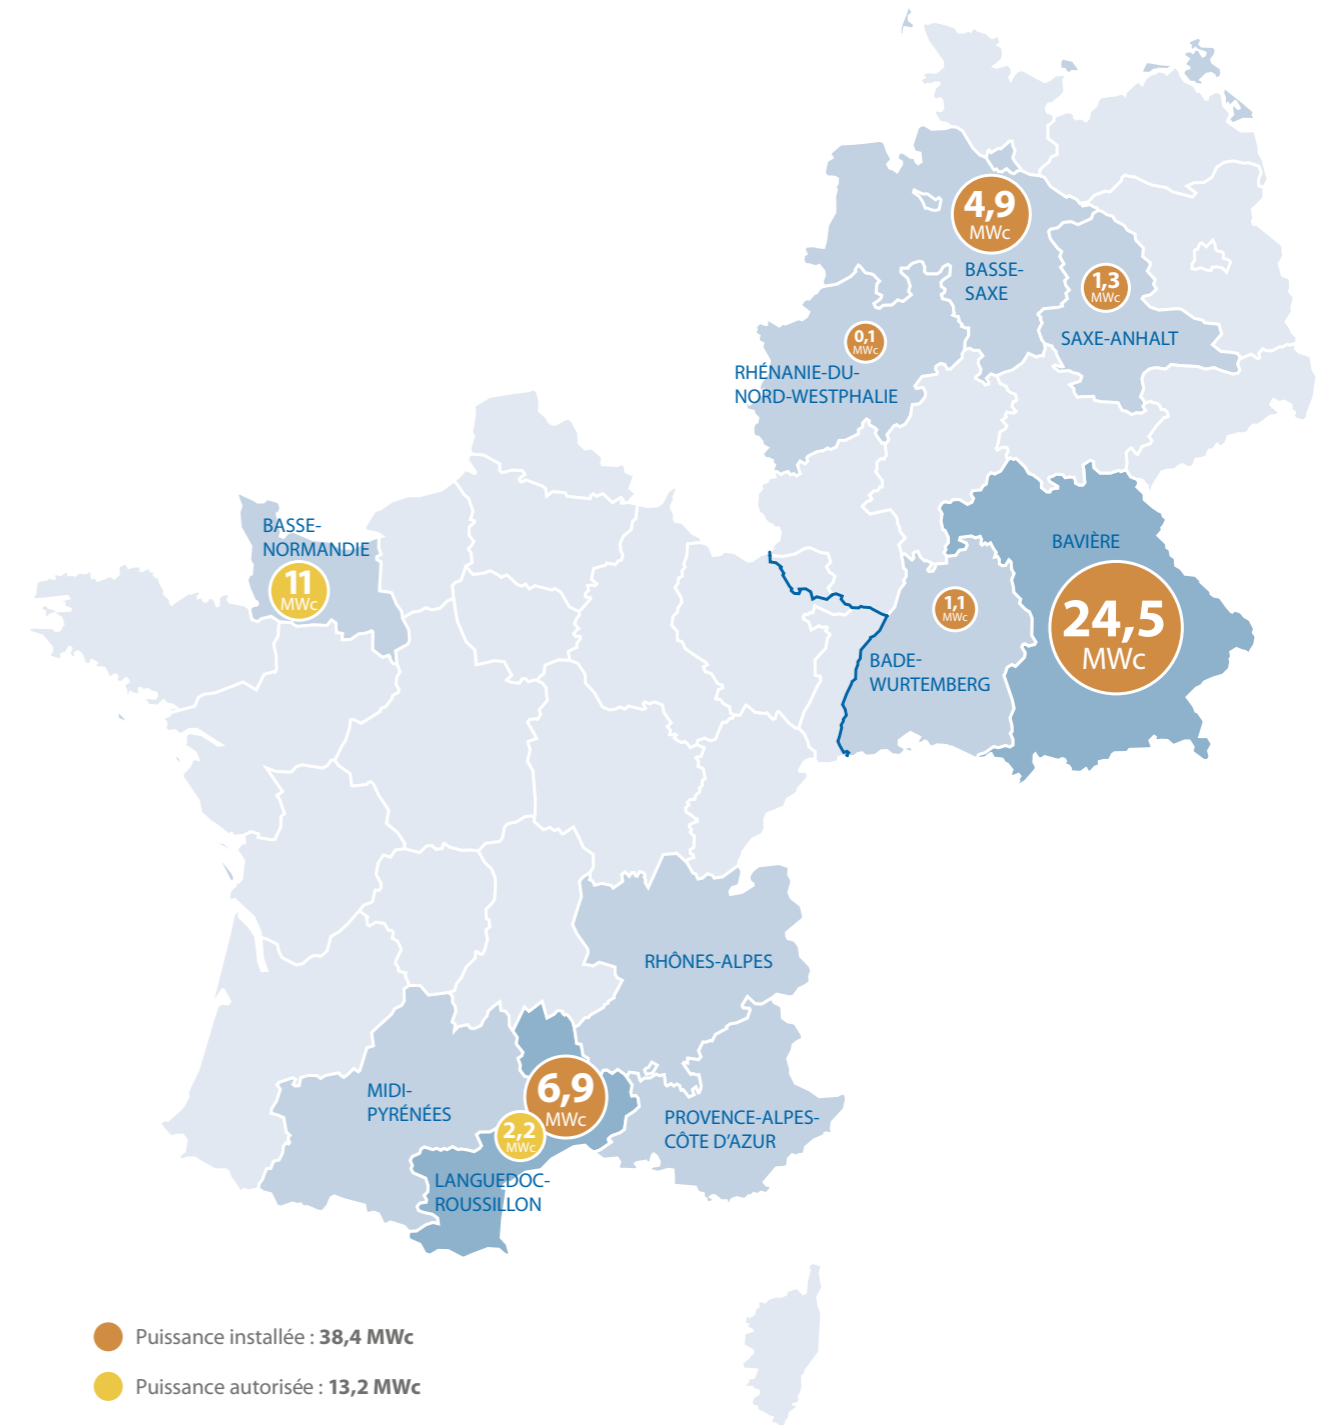 4,9
MWc
BASSE-
SAXE
1,3
MWc
SAXE-ANHALT
0,1
MWc
RHÉNANIE-DU-
NORD-WESTPHALIE
BASSE-
NORMANDIE
11
MWc
BAVIÈRE
24,5
MWc
1,1
MWc
BADE-
WURTEMBERG
RHÔNES-ALPES
MIDI-
PYRÉNÉES
6,9
MWc
2,2
MWc
PROVENCE-ALPES-
CÔTE D'AZUR
LANGUEDOC-
ROUSSILLON
Puissance installée : 38,4 MWc
Puissance autorisée : 13,2 MWc